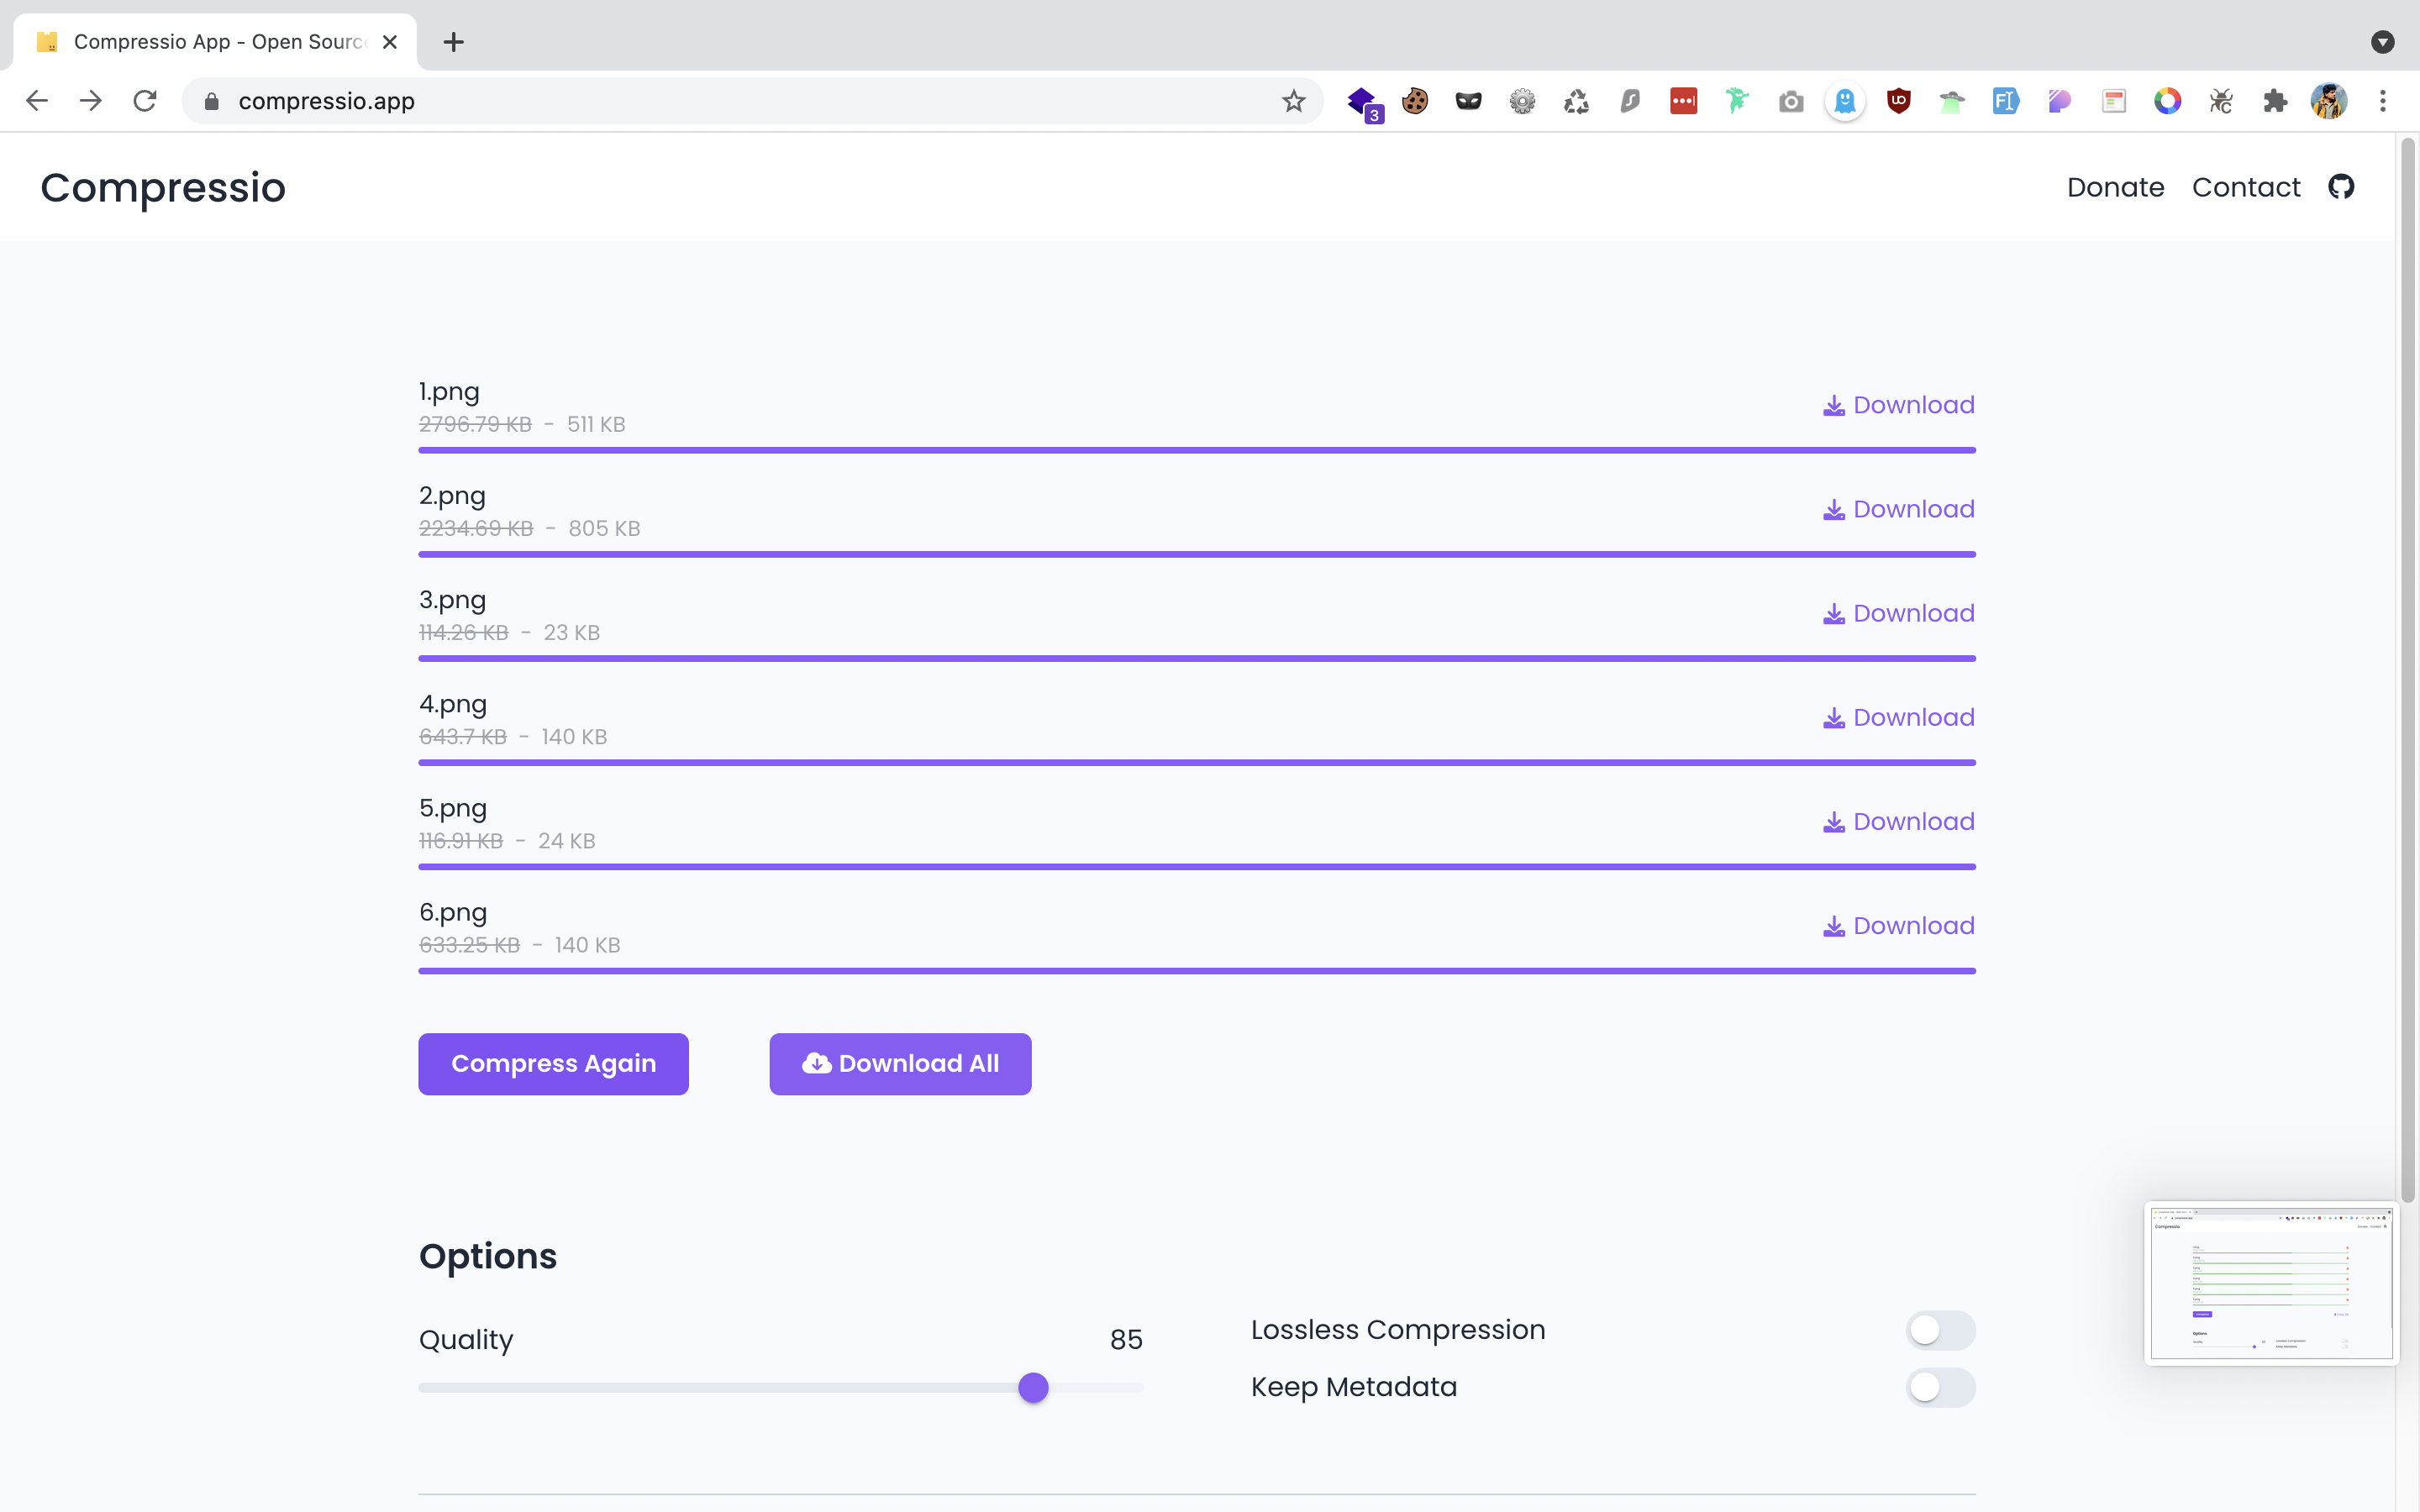 Compressio App - Open Sourc
compressio.app
3
Compressio
Donate Contact
1.png
2796.79 KB - 511 KB
Download
2.png
2234.69 KB - 805 KB
Download
3.png
114.26 KB - 23 KB
Download
4.png
643.7 KB - 140 KB
Download
5.png
116.91 KB - 24 KB
Download
6.png
633.25 KB - 140 KB
Download
Compress Again
Download All
Options
Quality 85
Lossless Compression
Keep Metadata